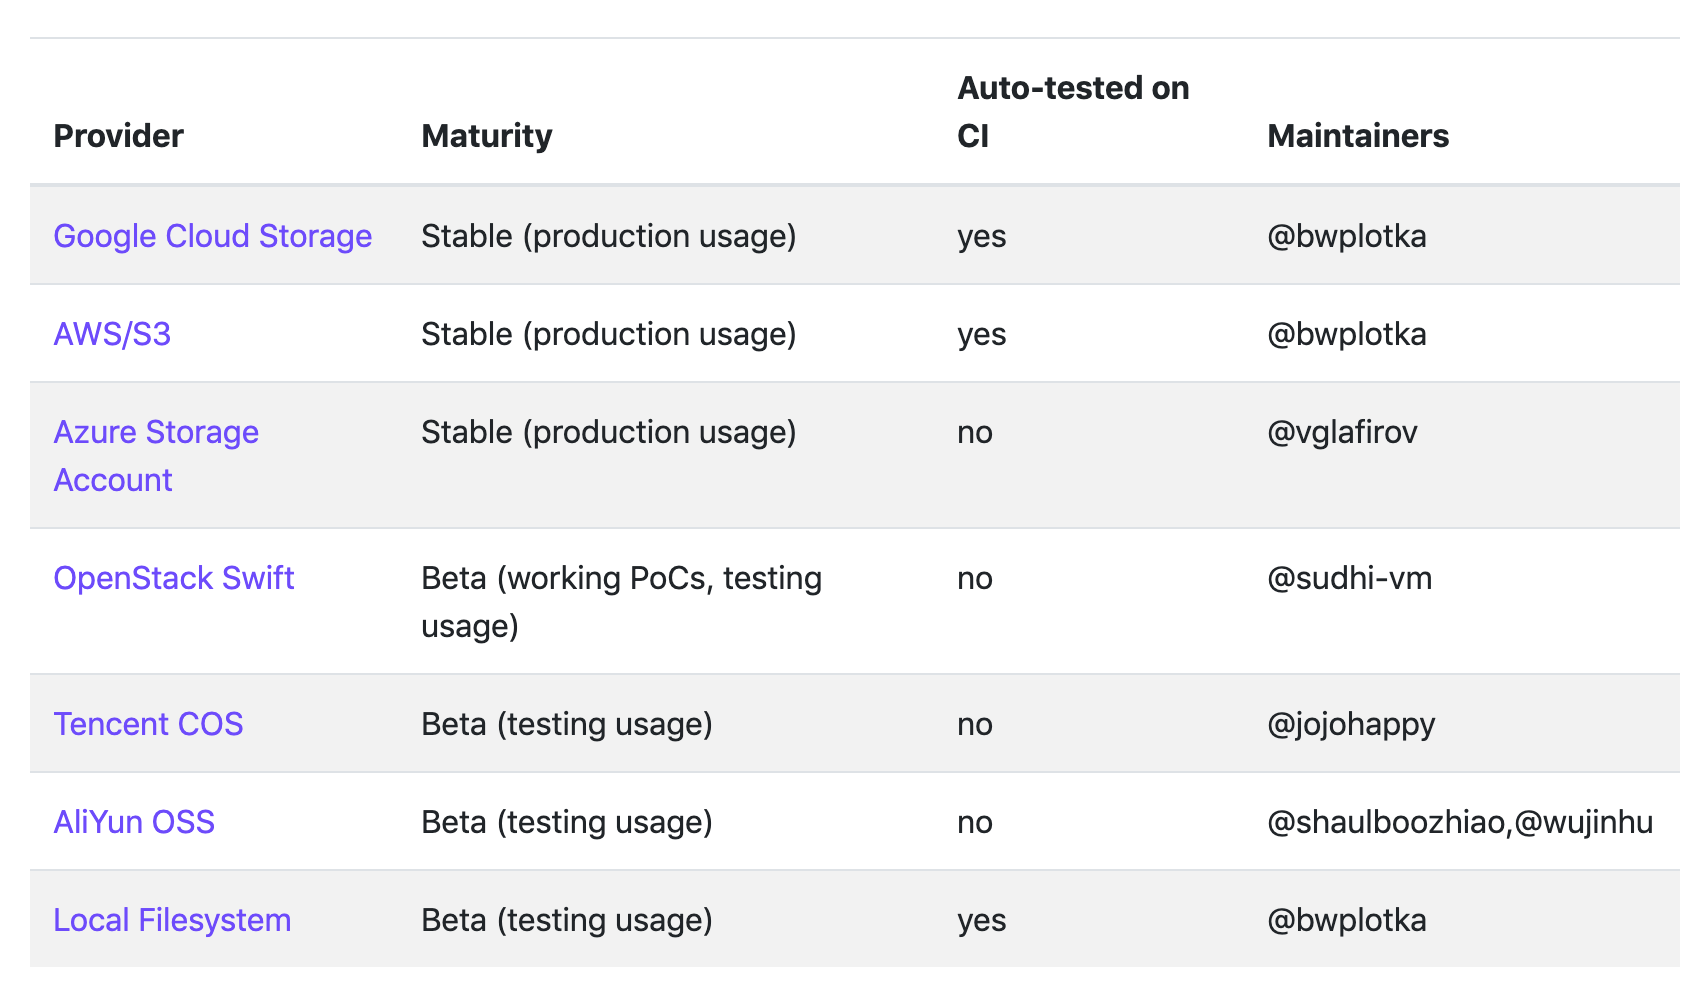 Auto-tested on
Provider Maturity CI Maintainers
Google Cloud Storage Stable (production usage) yes @bwplotka
AWS/S3 Stable (production usage) yes @bwplotka
Azure Storage Stable (production usage) no @vglafirov
Account
OpenStack Swift Beta (working PoCs, testing no @sudhi-vm
usage)
Tencent COS Beta (testing usage) no @jojohappy
AliYun OSS Beta (testing usage) no @shaulboozhiao,@wujinhu
Local Filesystem Beta (testing usage) yes @bwplotka